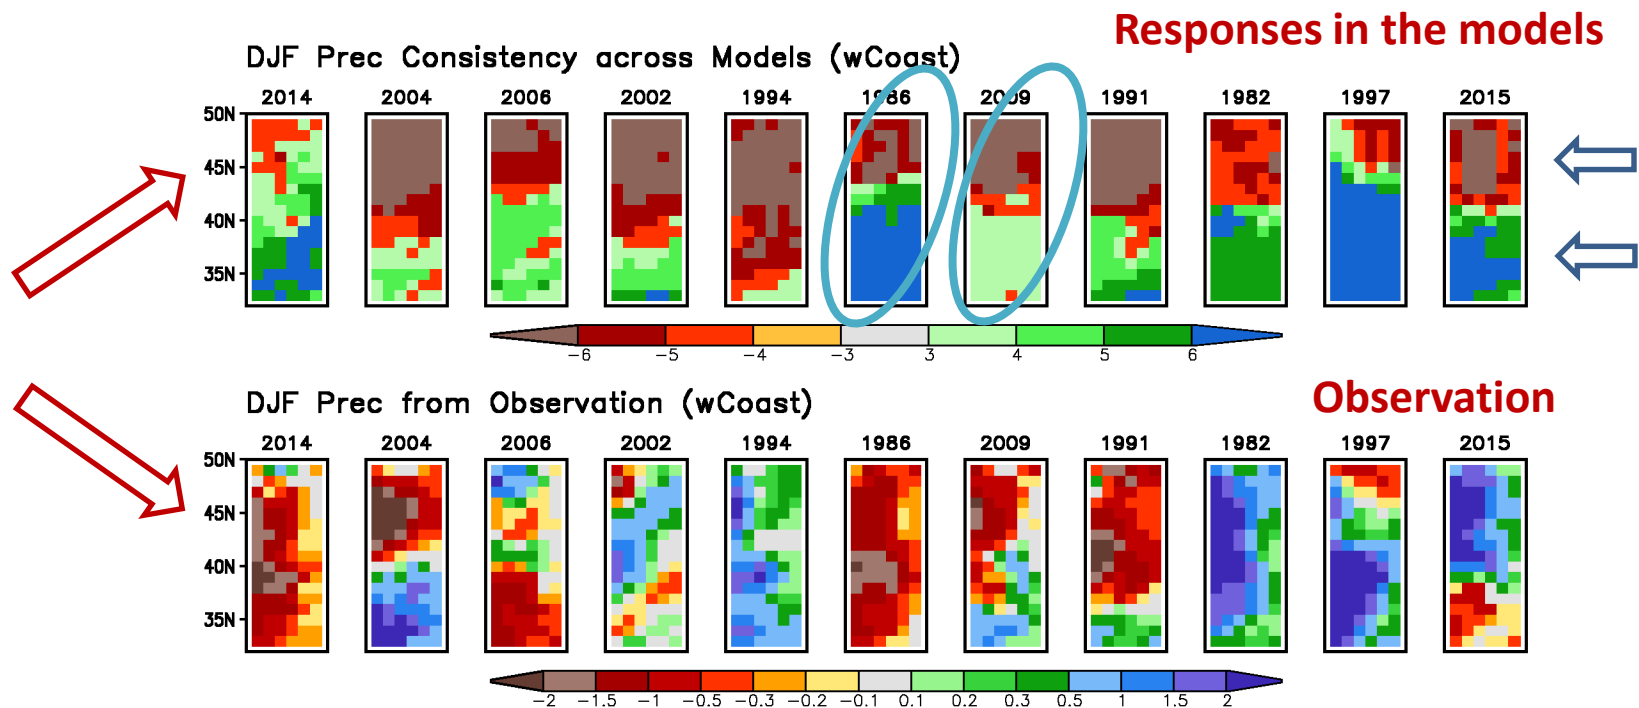 Responses in the models
DJF Prec Consistency across Models (wCoast)
2014 2004 2006 2002 1994 1986 2009 1991 1982 1997 2015
50N
45N
40N
35N
-6 -5 -4 -3 3 4 5 6
Observation
DJF Prec from Observation (wCoast)
2014 2004 2006 2002 1994 1986 2009 1991 1982 1997 2015
50N
45N
40N
35N
-2 -1.5 -1 -0.5 -0.3 -0.2 -0.1 0.1 0.2 0.3 0.5 1 1.5 2